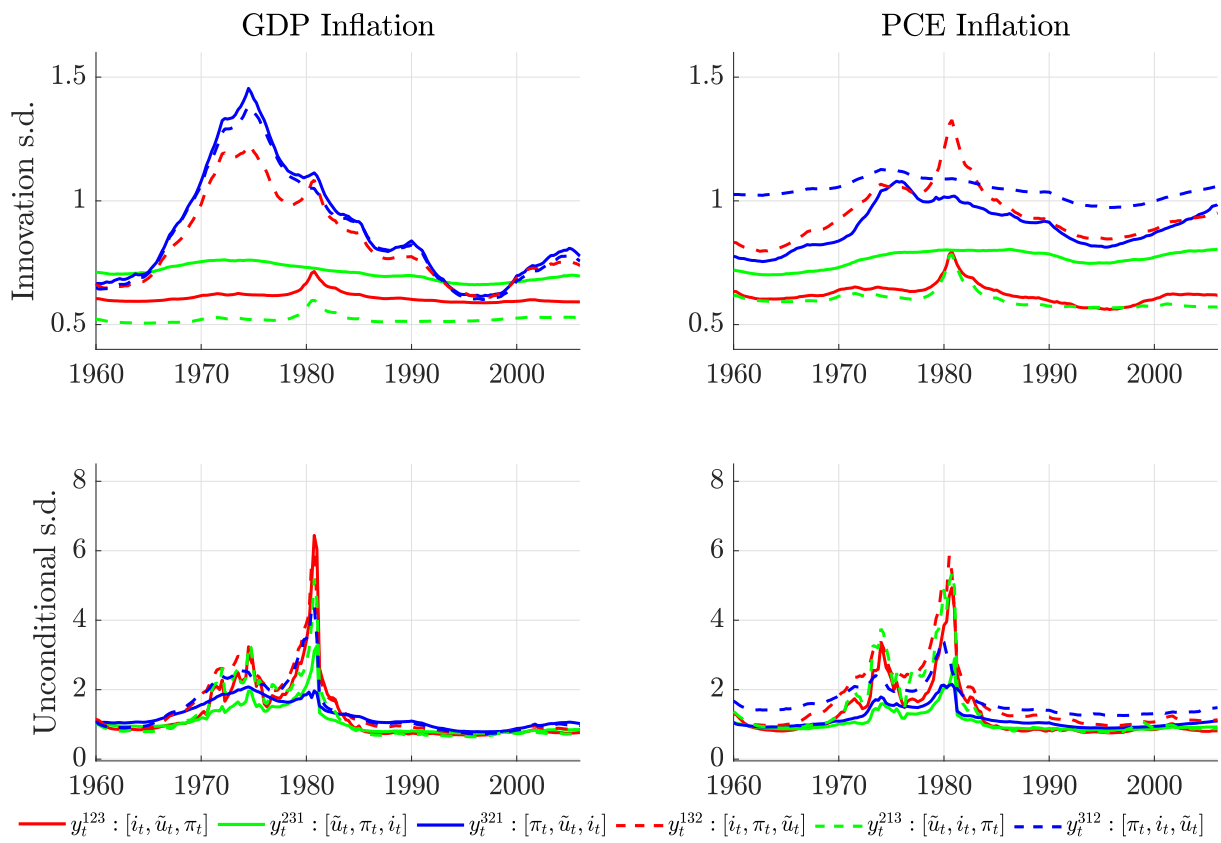 GDP Inflation
PCE Inflation
Innovation s.d.
1.5
1
0.5
1960 1970 1980 1990 2000
1.5
1
0.5
1960 1970 1980 1990 2000
Unconditional s.d.
8
6
4
2
0
1960 1970 1980 1990 2000
8
6
4
2
0
1960 1970 1980 1990 2000
y_t^{123} : [i_t, ũ_t, π_t] y_t^{231} : [ũ_t, π_t, i_t] y_t^{321} : [π_t, ũ_t, i_t] y_t^{132} : [i_t, π_t, ũ_t] y_t^{213} : [ũ_t, i_t, π_t] y_t^{312} : [π_t, i_t, ũ_t]